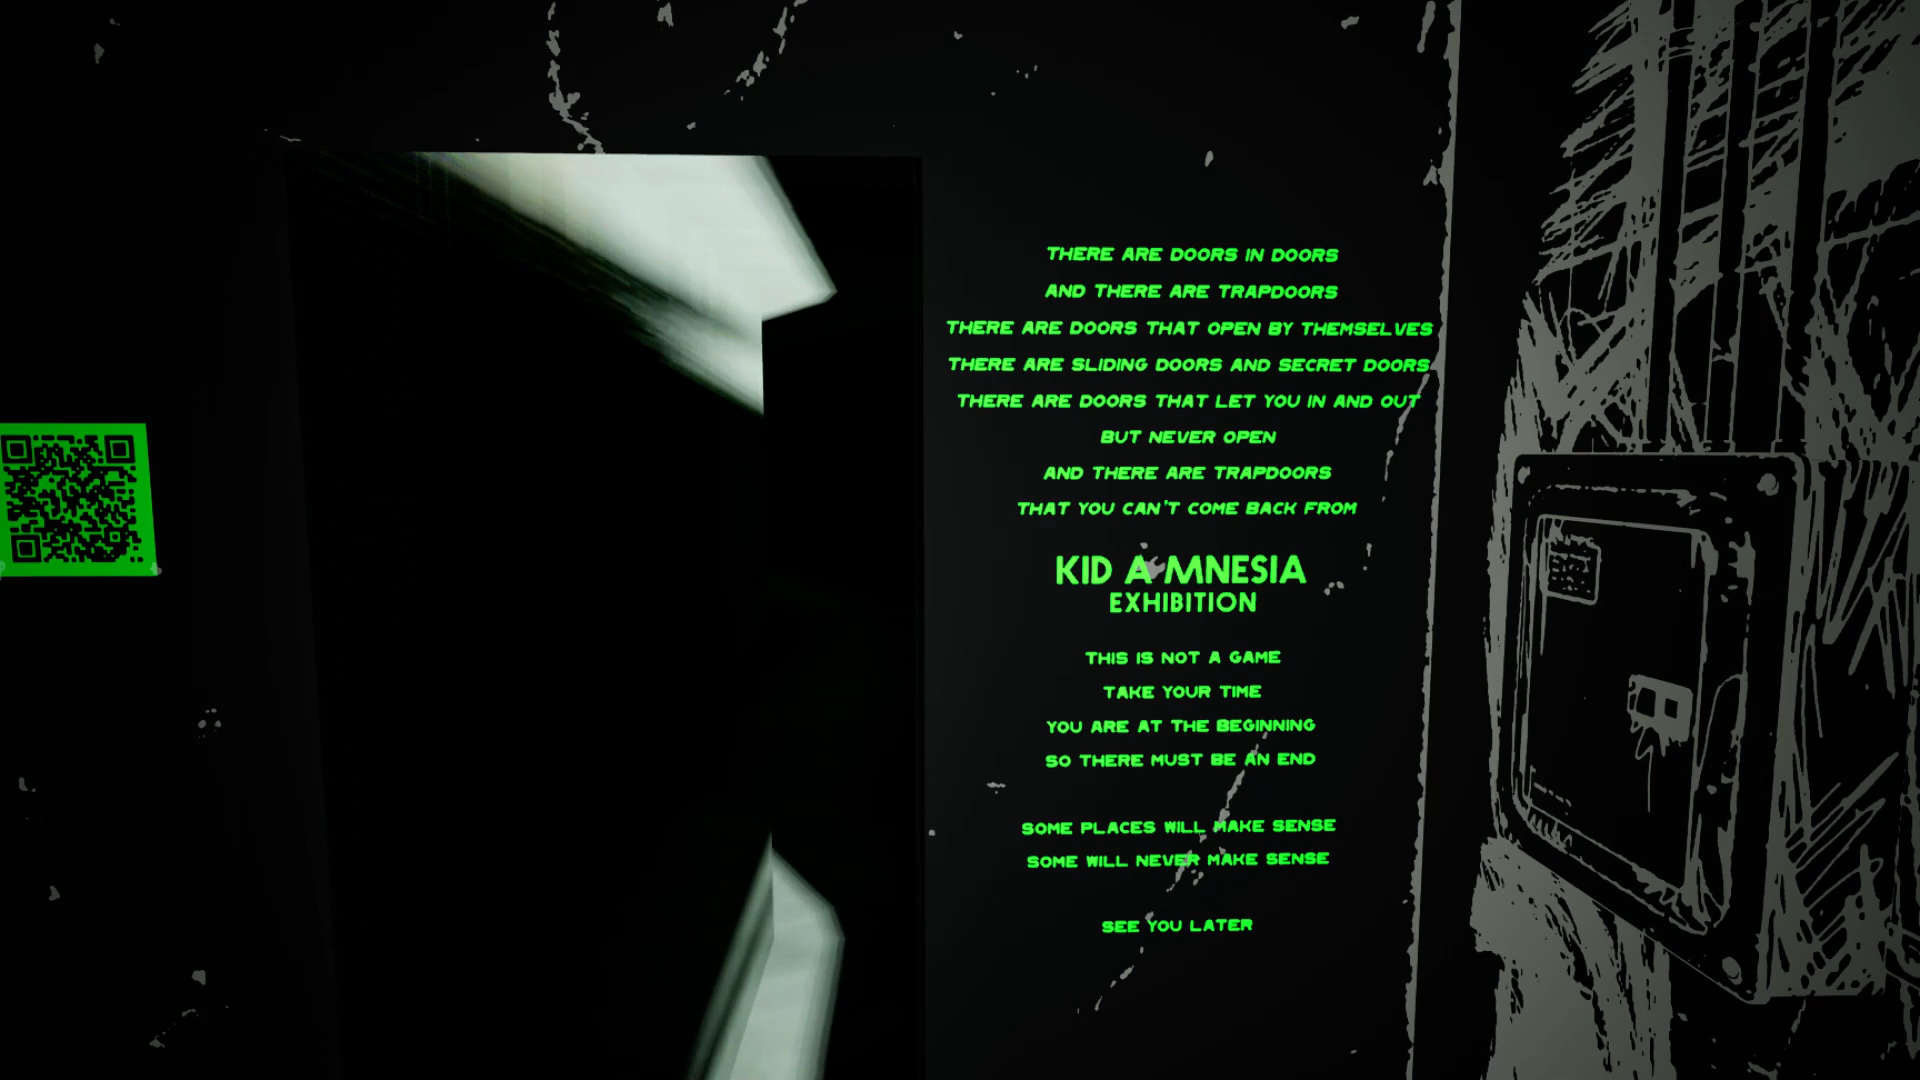 THERE ARE DOORS IN DOORS
AND THERE ARE TRAPDOORS
THERE ARE DOORS THAT OPEN BY THEMSELVES
THERE ARE SLIDING DOORS AND SECRET DOORS
THERE ARE DOORS THAT LET YOU IN AND OUT
BUT NEVER OPEN
AND THERE ARE TRAPDOORS
THAT YOU CAN'T COME BACK FROM
KID A MNESIA
EXHIBITION
THIS IS NOT A GAME
TAKE YOUR TIME
YOU ARE AT THE BEGINNING
SO THERE MUST BE AN END
SOME PLACES WILL MAKE SENSE
SOME WILL NEVER MAKE SENSE
SEE YOU LATER